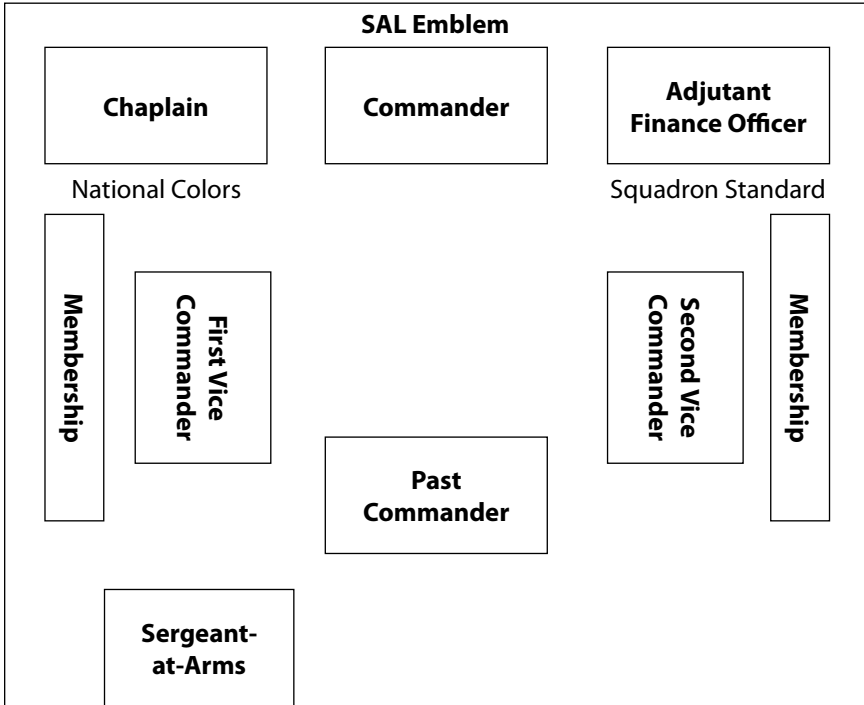 SAL Emblem
Chaplain
Commander
Adjutant
Finance Officer
National Colors
Squadron Standard
Membership
First Vice
Commander
Second Vice
Commander
Membership
Past
Commander
Sergeant-
at-Arms